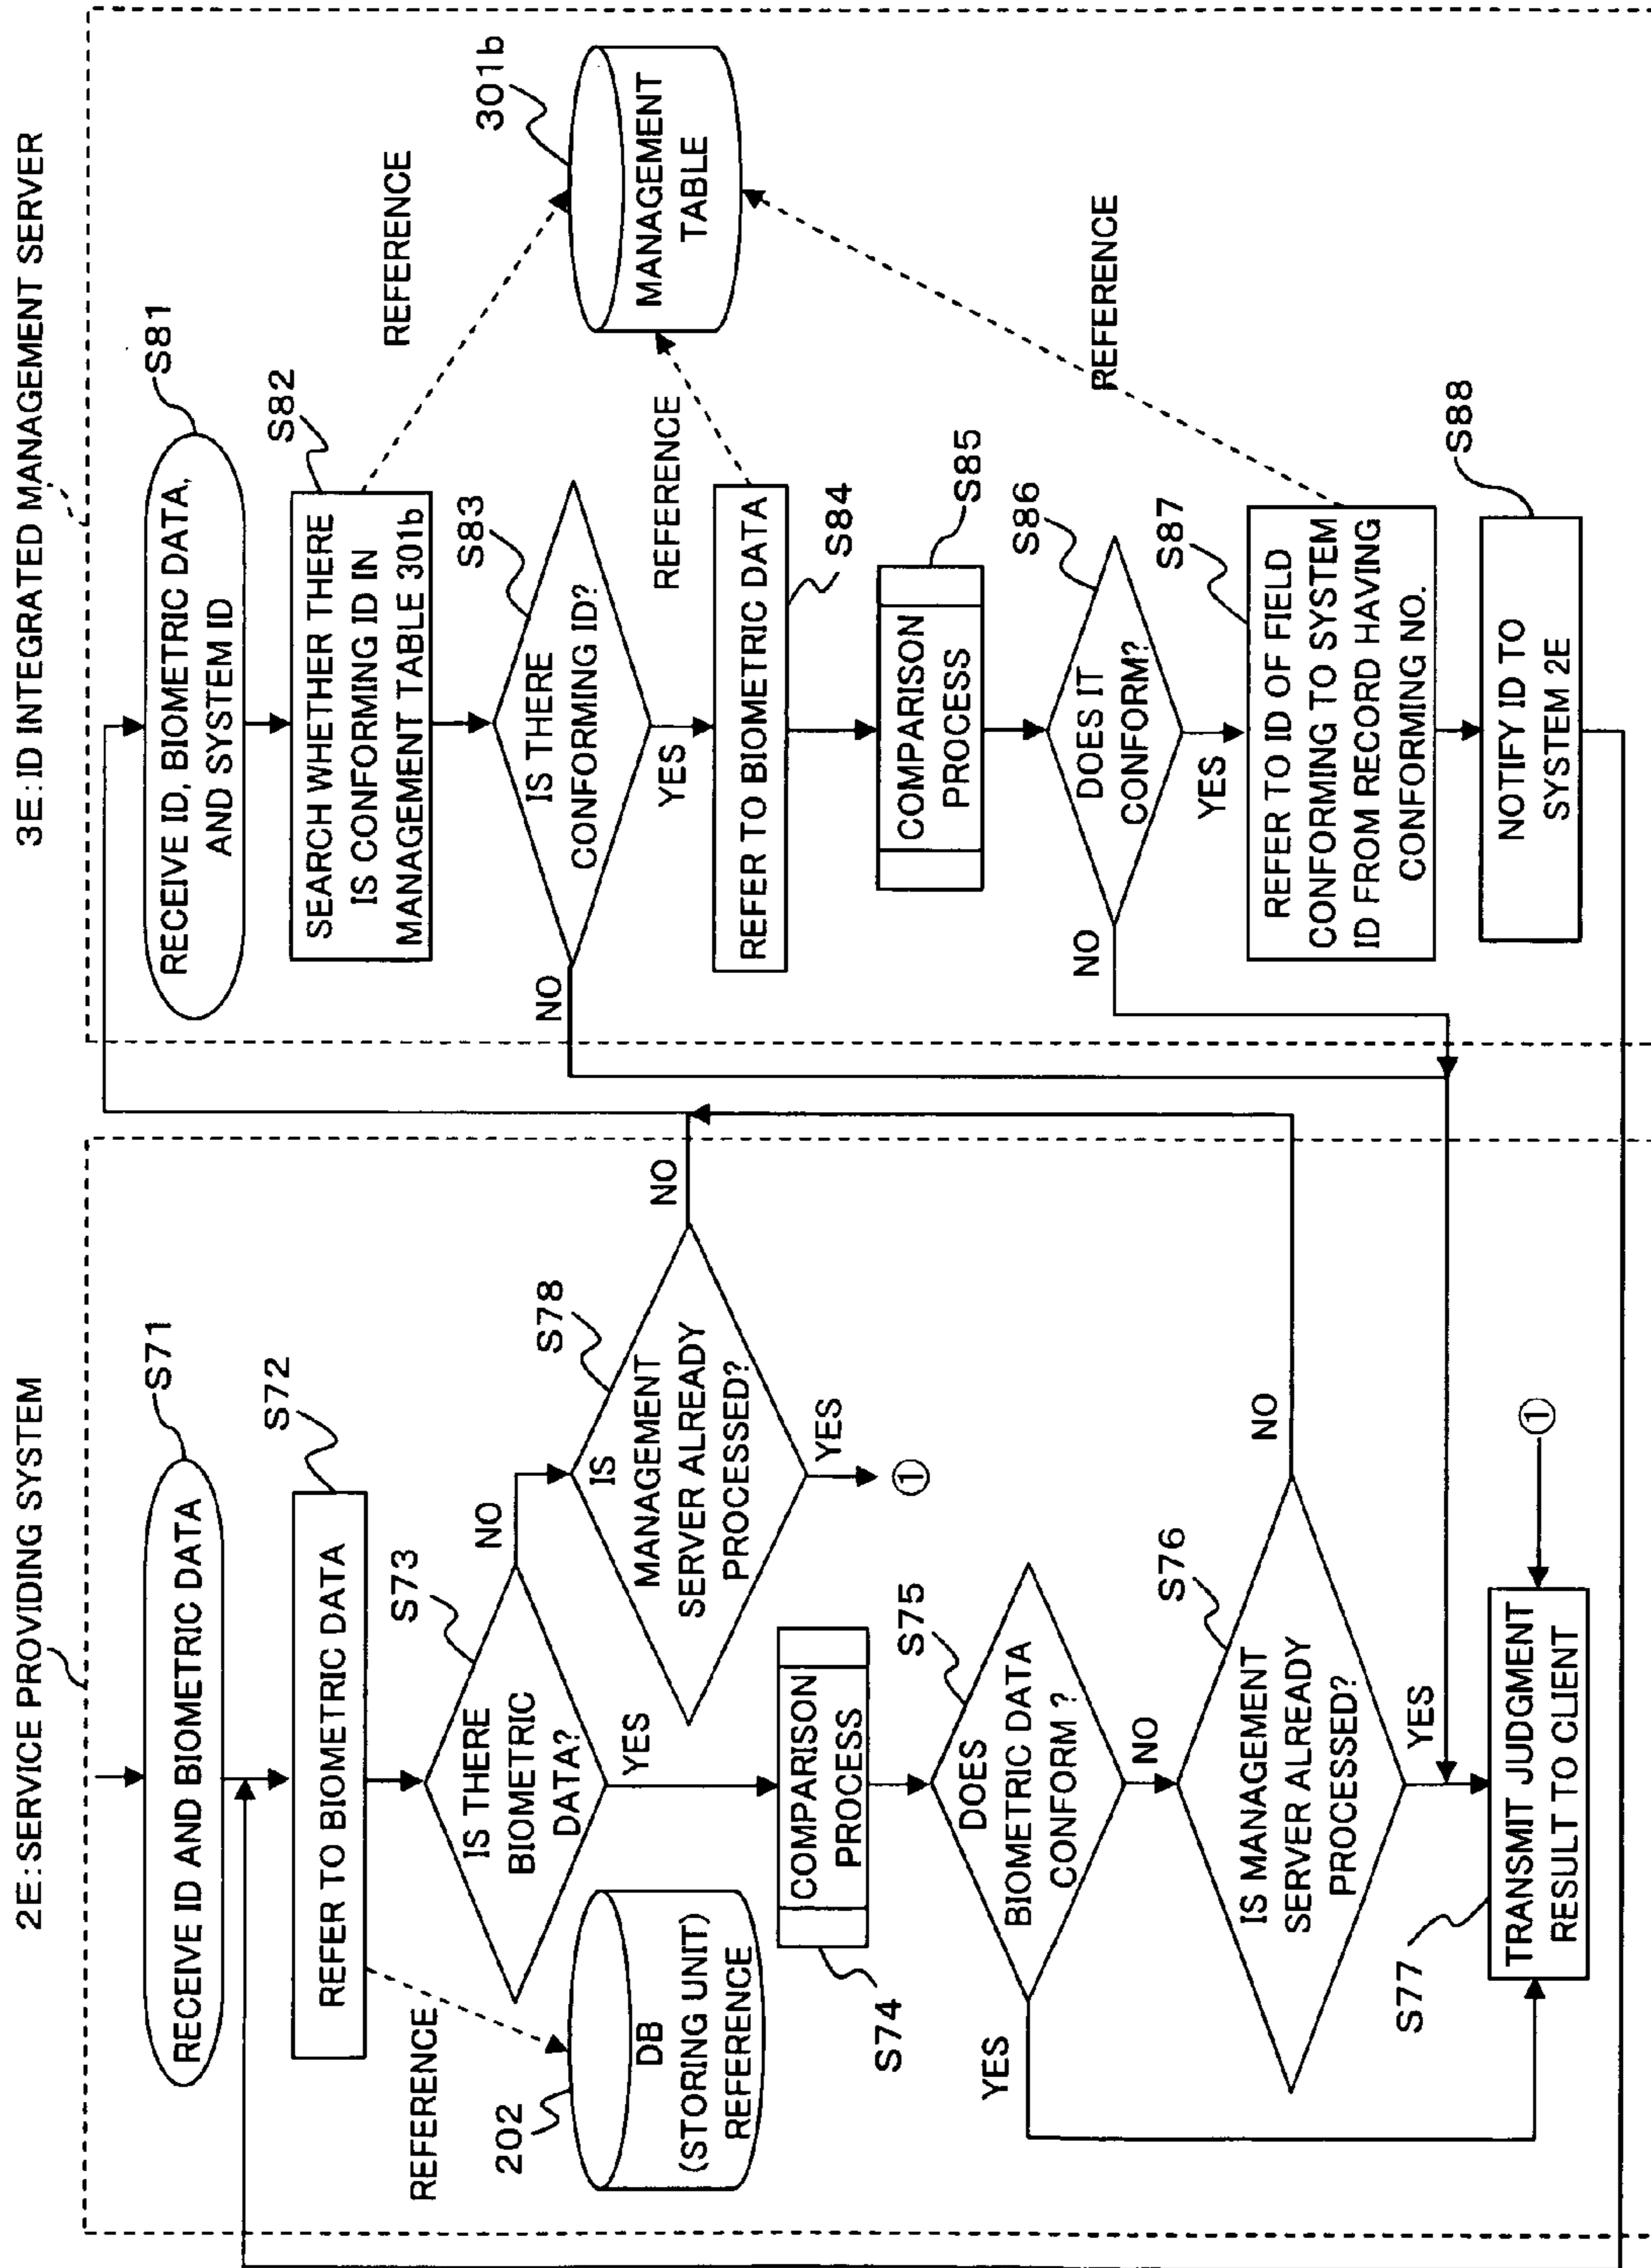 2E:SERVICE PROVIDING SYSTEM
S71
RECEIVE ID AND BIOMETRIC DATA
S72
REFER TO BIOMETRIC DATA
REFERENCE
202
DB
(STORING UNIT)
REFERENCE
S73
IS THERE
BIOMETRIC
DATA?
NO
YES
S78
IS
MANAGEMENT
SERVER ALREADY
PROCESSED?
NO
YES
①
COMPARISON
PROCESS
S74
S75
DOES
BIOMETRIC DATA
CONFORM ?
YES
NO
S76
IS MANAGEMENT
SERVER ALREADY
PROCESSED?
NO
YES
S77
TRANSMIT JUDGMENT
RESULT TO CLIENT
①
3E:ID INTEGRATED MANAGEMENT SERVER
S81
RECEIVE ID, BIOMETRIC DATA,
AND SYSTEM ID
S82
SEARCH WHETHER THERE
IS CONFORMING ID IN
MANAGEMENT TABLE 301b
REFERENCE
301b
MANAGEMENT
TABLE
S83
IS THERE
CONFORMING ID?
NO
YES
REFERENCE
REFER TO BIOMETRIC DATA
S84
COMPARISON
PROCESS
S85
S86
DOES IT
CONFORM?
NO
YES
REFERENCE
S87
REFER TO ID OF FIELD
CONFORMING TO SYSTEM
ID FROM RECORD HAVING
CONFORMING NO.
S88
NOTIFY ID TO
SYSTEM 2E